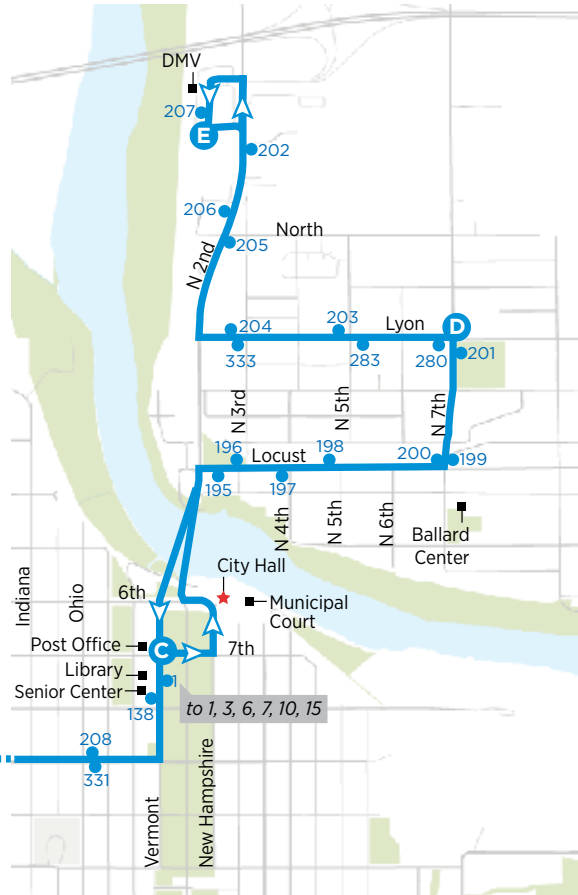 DMV
207
E
202
206
205
North
N 2nd
204
203
Lyon
D
333
283
280
201
N 3rd
N 5th
N 7th
196
Locust
198
200
199
195
197
N 4th
N 5th
N 6th
Ballard
Center
City Hall
Indiana
Ohio
6th
Municipal
Court
Post Office
C
7th
Library
1
Senior Center
138
to 1, 3, 6, 7, 10, 15
208
331
Vermont
New Hampshire